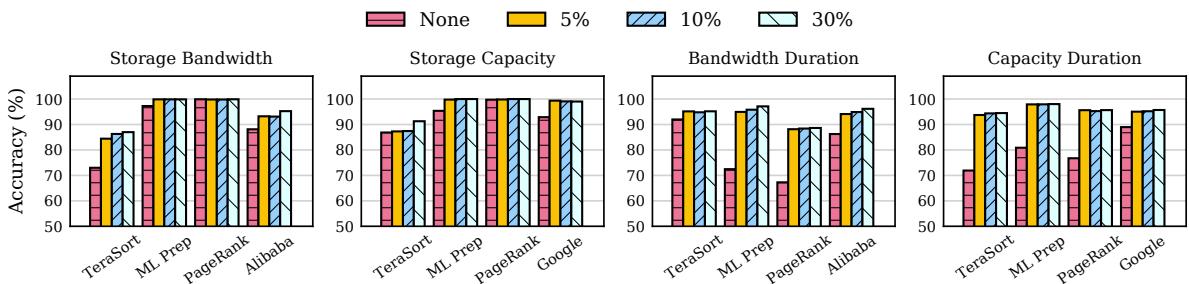 None 5% 10% 30%
Storage Bandwidth
Storage Capacity
Bandwidth Duration
Capacity Duration
Accuracy (%)
100
90
80
70
60
50
TeraSort
ML Prep
PageRank
Alibaba
100
90
80
70
60
50
TeraSort
ML Prep
PageRank
Google
100
90
80
70
60
50
TeraSort
ML Prep
PageRank
Alibaba
100
90
80
70
60
50
TeraSort
ML Prep
PageRank
Google